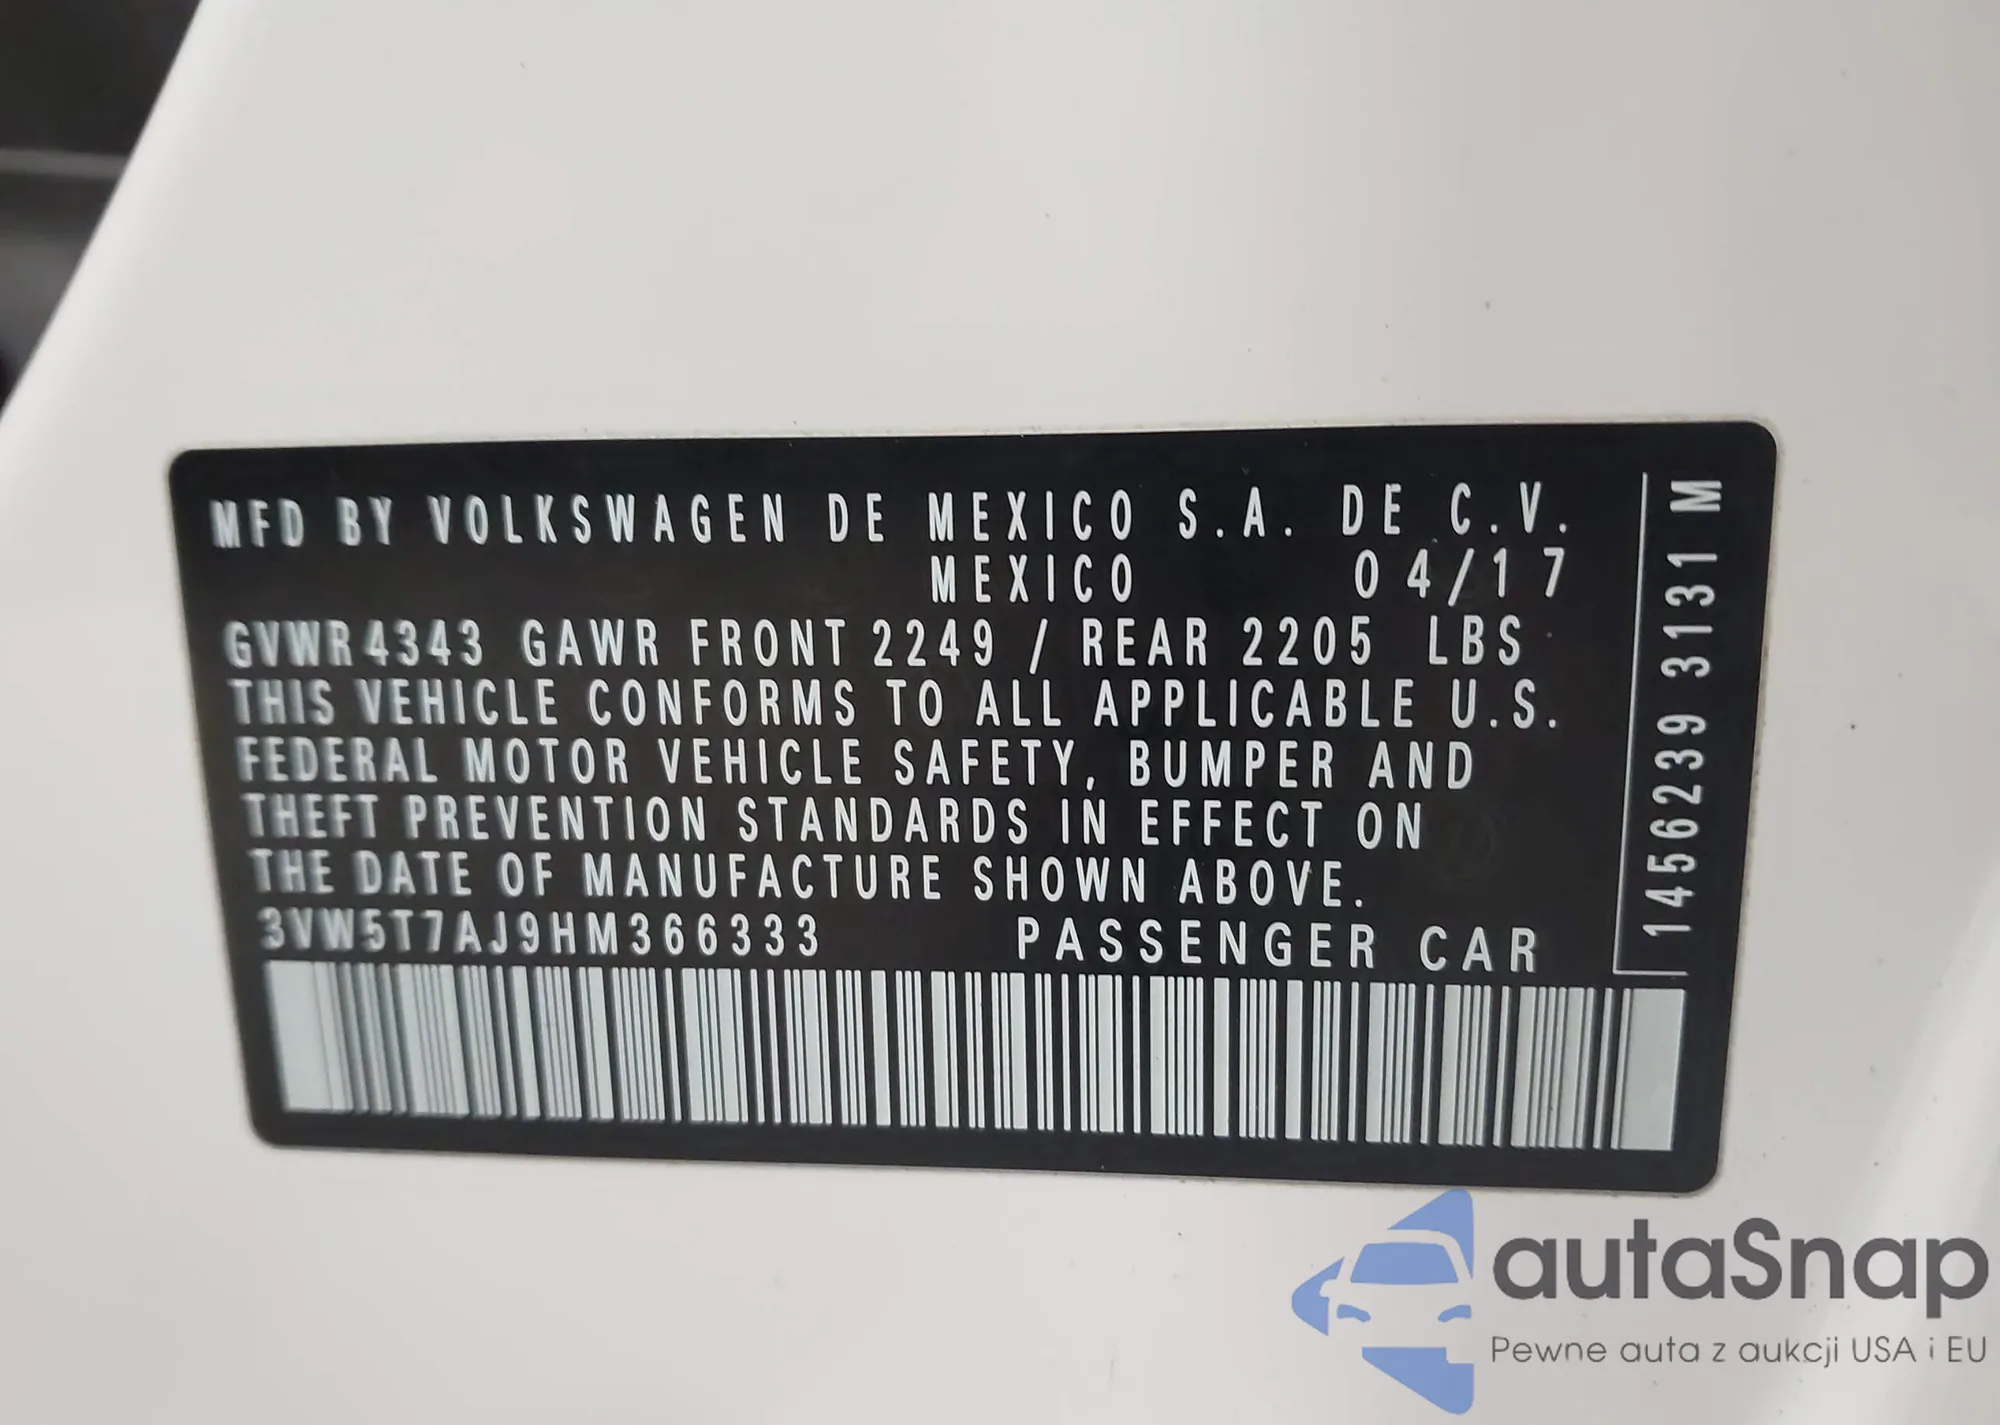 MFD BY VOLKSWAGEN DE MEXICO S.A. DE C.V.
MEXICO 04/17
GVWR 4343 GAWR FRONT 2249 / REAR 2205 LBS
THIS VEHICLE CONFORMS TO ALL APPLICABLE U.S.
FEDERAL MOTOR VEHICLE SAFETY, BUMPER AND
THEFT PREVENTION STANDARDS IN EFFECT ON
THE DATE OF MANUFACTURE SHOWN ABOVE.
3VW5T7AJ9HM366333 PASSENGER CAR
1456239 3131 M
autaSnap
Pewne auta z aukcji USA i EU